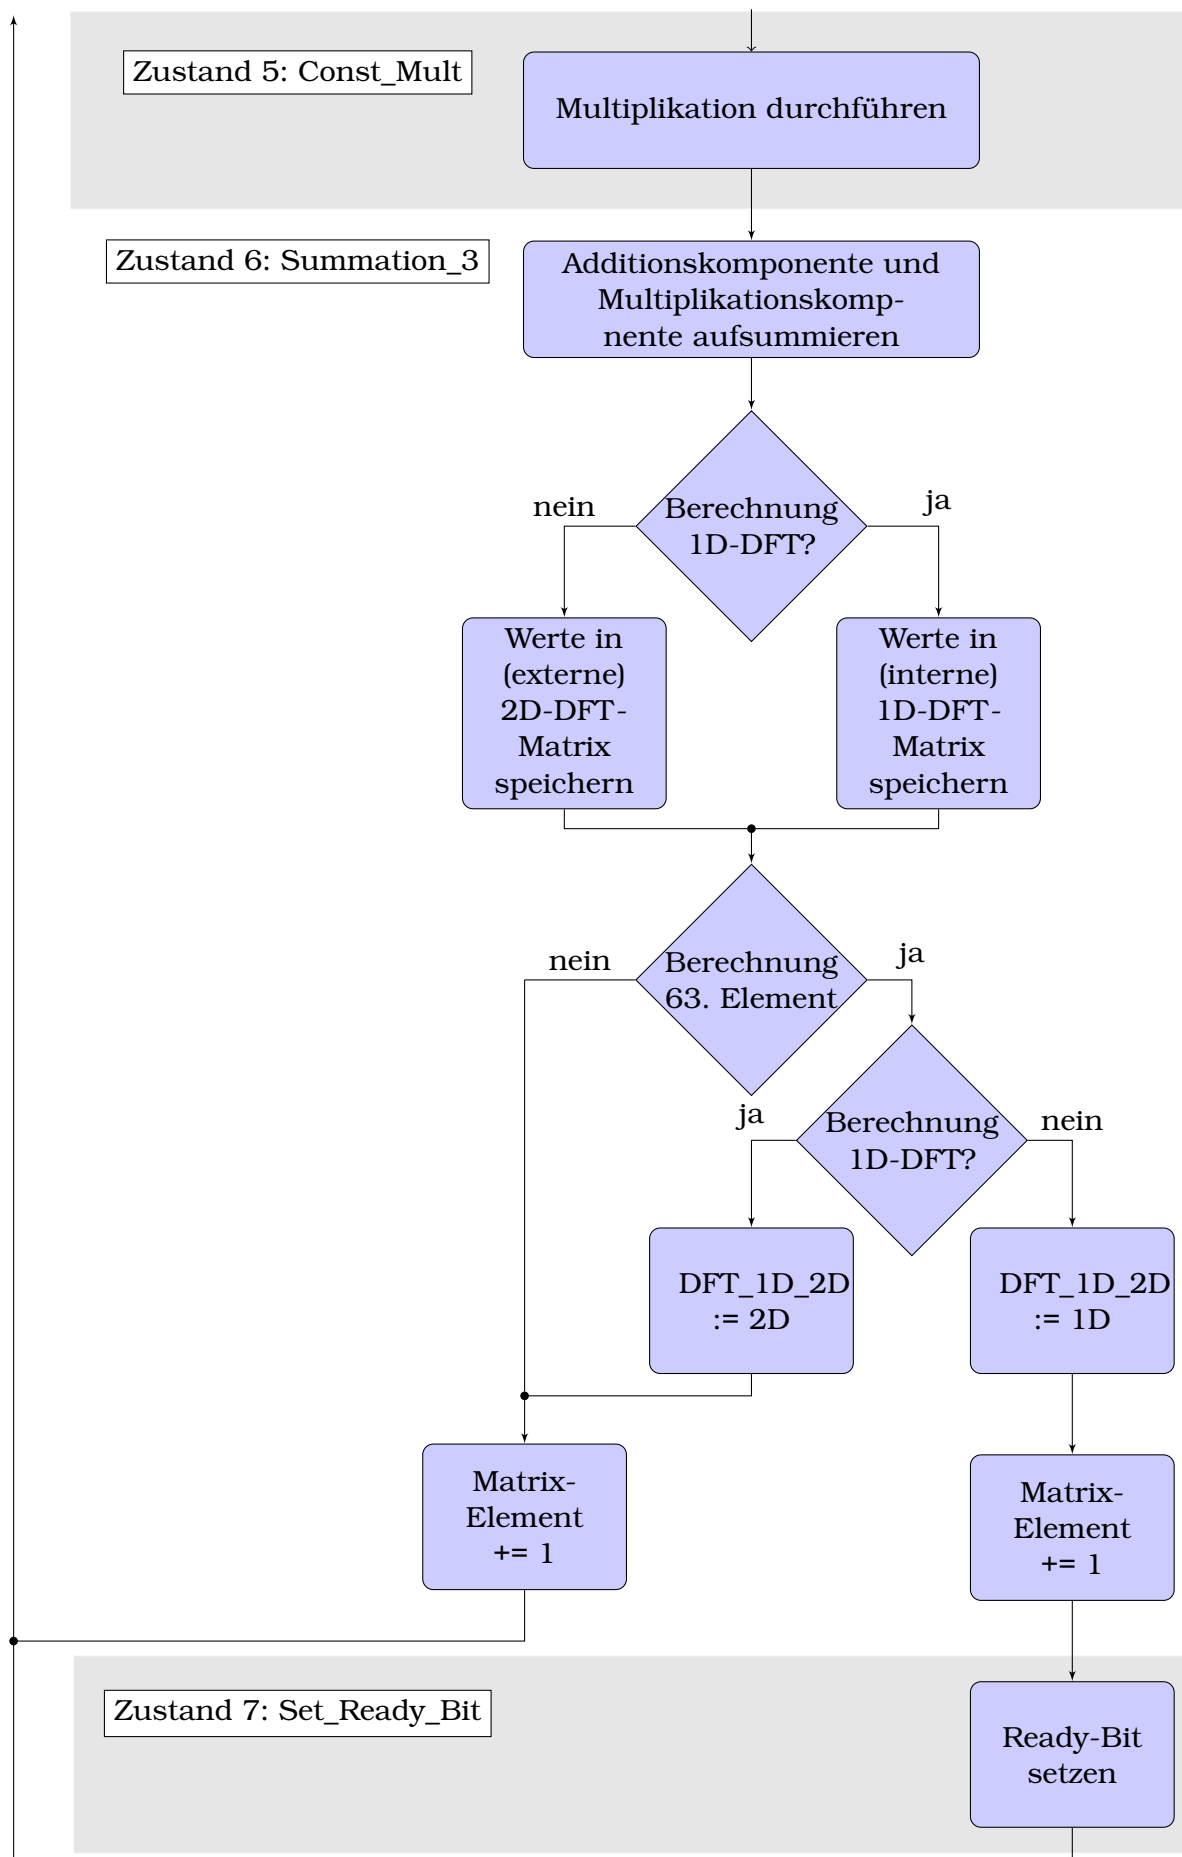 Zustand 5: Const_Mult
Multiplikation durchführen
Zustand 6: Summation_3
Additionskomponente und
Multiplikationskomp-
nente aufsummieren
nein
Berechnung
1D-DFT?
ja
Werte in
(externe)
2D-DFT-
Matrix
speichern
Werte in
(interne)
1D-DFT-
Matrix
speichern
nein
Berechnung
63. Element
ja
ja
Berechnung
1D-DFT?
nein
DFT_1D_2D
:= 2D
DFT_1D_2D
:= 1D
Matrix-
Element
+= 1
Matrix-
Element
+= 1
Zustand 7: Set_Ready_Bit
Ready-Bit
setzen